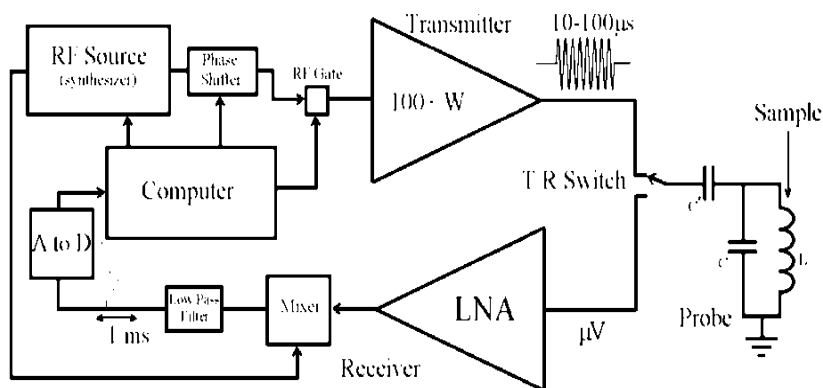 Transmitter
10-100μs
RF Source
(synthesizer)
Phase
Shifter
RF Gate
100 - W
Sample
Computer
T R Switch
A to D
C
L
Low Pass
Filter
Mixer
LNA
Probe
1 ms
μV
Receiver